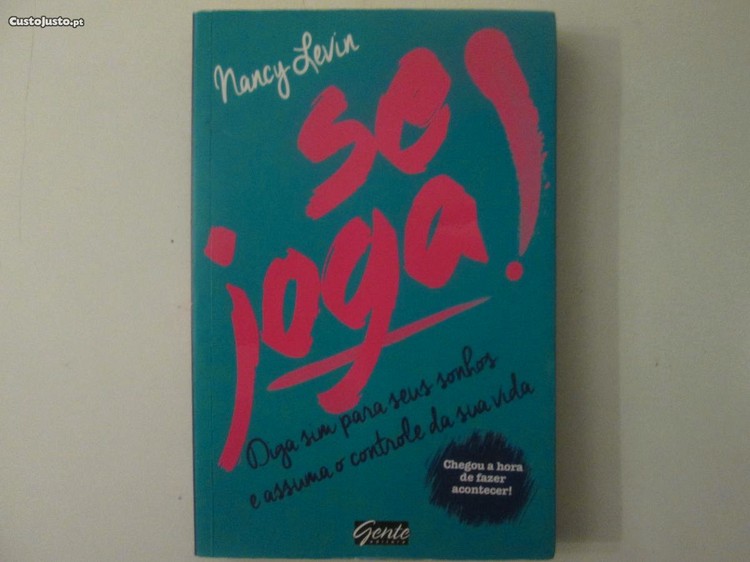 CustoJusto.pt
Nancy Levin
se
joga!
Diga sim para seus sonhos
e assuma o controle da sua vida
Chegou a hora
de fazer
acontecer!
Gente
editora